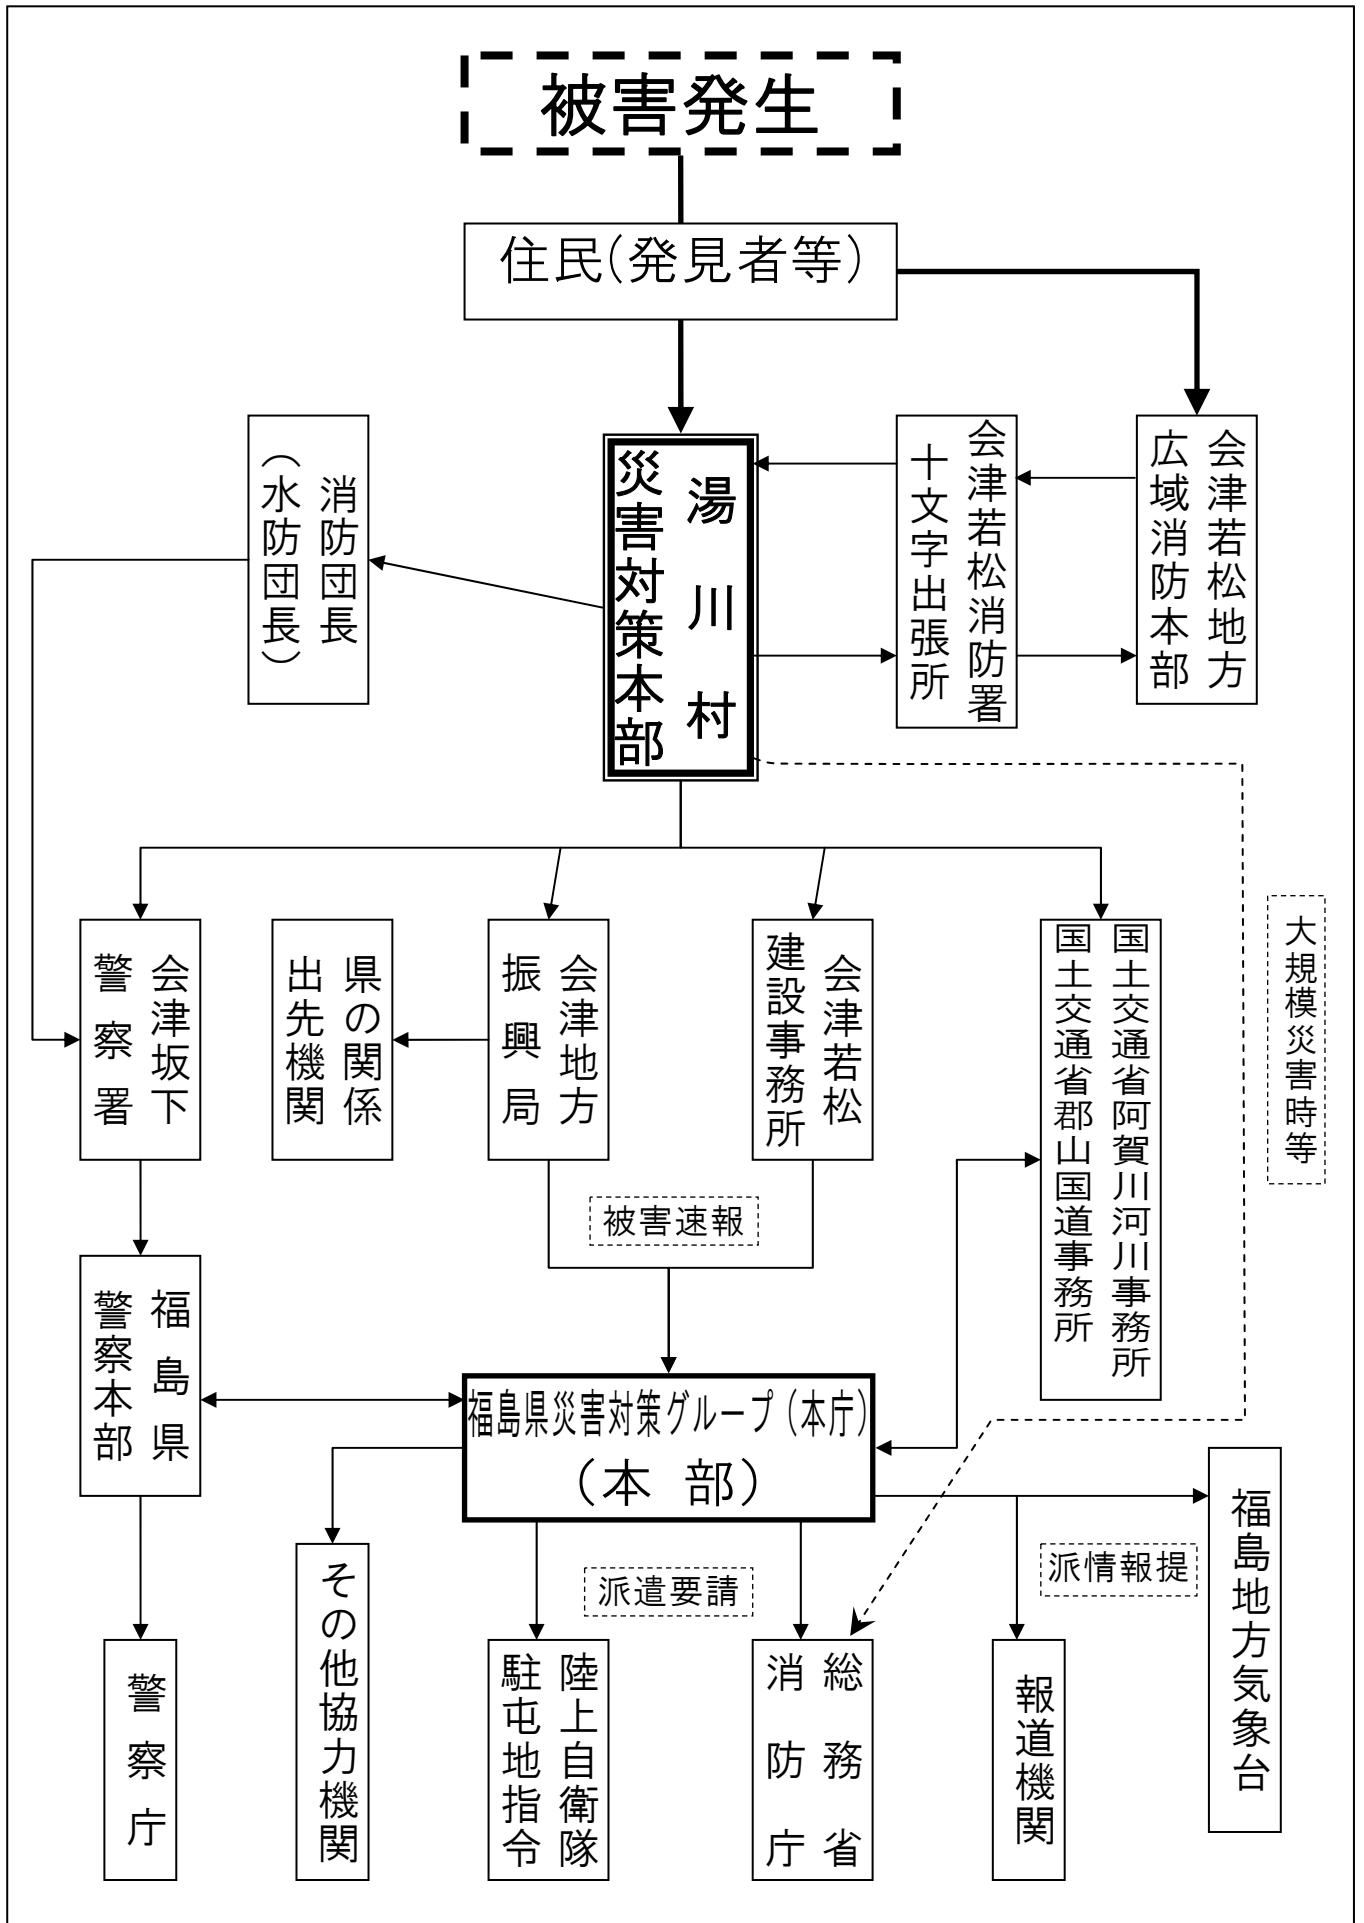 被害発生
住民(発見者等)
消防団長
(水防団長)
湯川村
災害対策本部
会津若松消防署
十文字出張所
会津若松地方
広域消防本部
大規模災害時等
会津坂下
警察署
県の関係
出先機関
会津地方
振興局
会津若松
建設事務所
国土交通省阿賀川河川事務所
国土交通省郡山国道事務所
被害速報
福島県
警察本部
福島県災害対策グループ(本庁)
(本部)
派遣要請
派情報提
福島地方気象台
警察庁
その他協力機関
陸上自衛隊
駐屯地指令
総務省
消防庁
報道機関